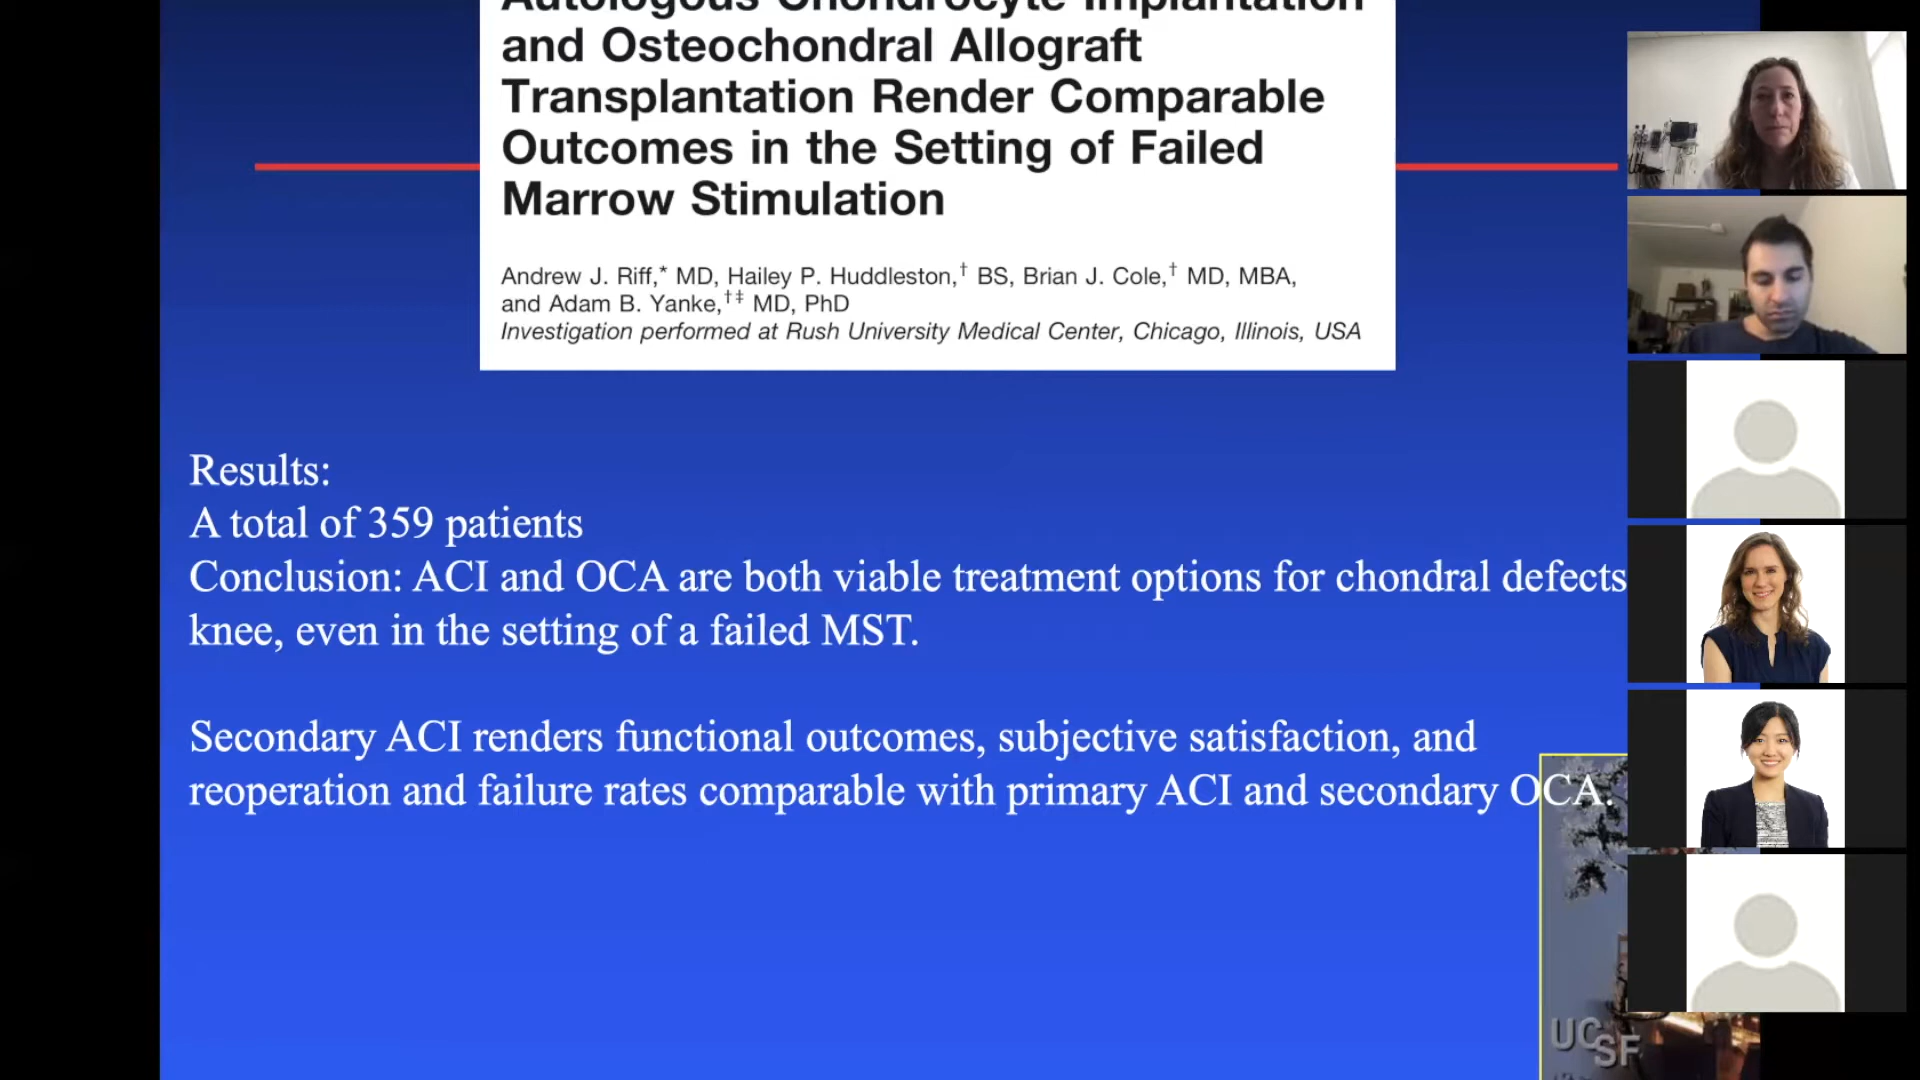 Autologous Chondrocyte Implantation
and Osteochondral Allograft
Transplantation Render Comparable
Outcomes in the Setting of Failed
Marrow Stimulation
Andrew J. Riff,* MD, Hailey P. Huddleston,† BS, Brian J. Cole,† MD, MBA,
and Adam B. Yanke,†‡ MD, PhD
Investigation performed at Rush University Medical Center, Chicago, Illinois, USA
Results:
A total of 359 patients
Conclusion: ACI and OCA are both viable treatment options for chondral defects
knee, even in the setting of a failed MST.
Secondary ACI renders functional outcomes, subjective satisfaction, and
reoperation and failure rates comparable with primary ACI and secondary OCA.
UCSF